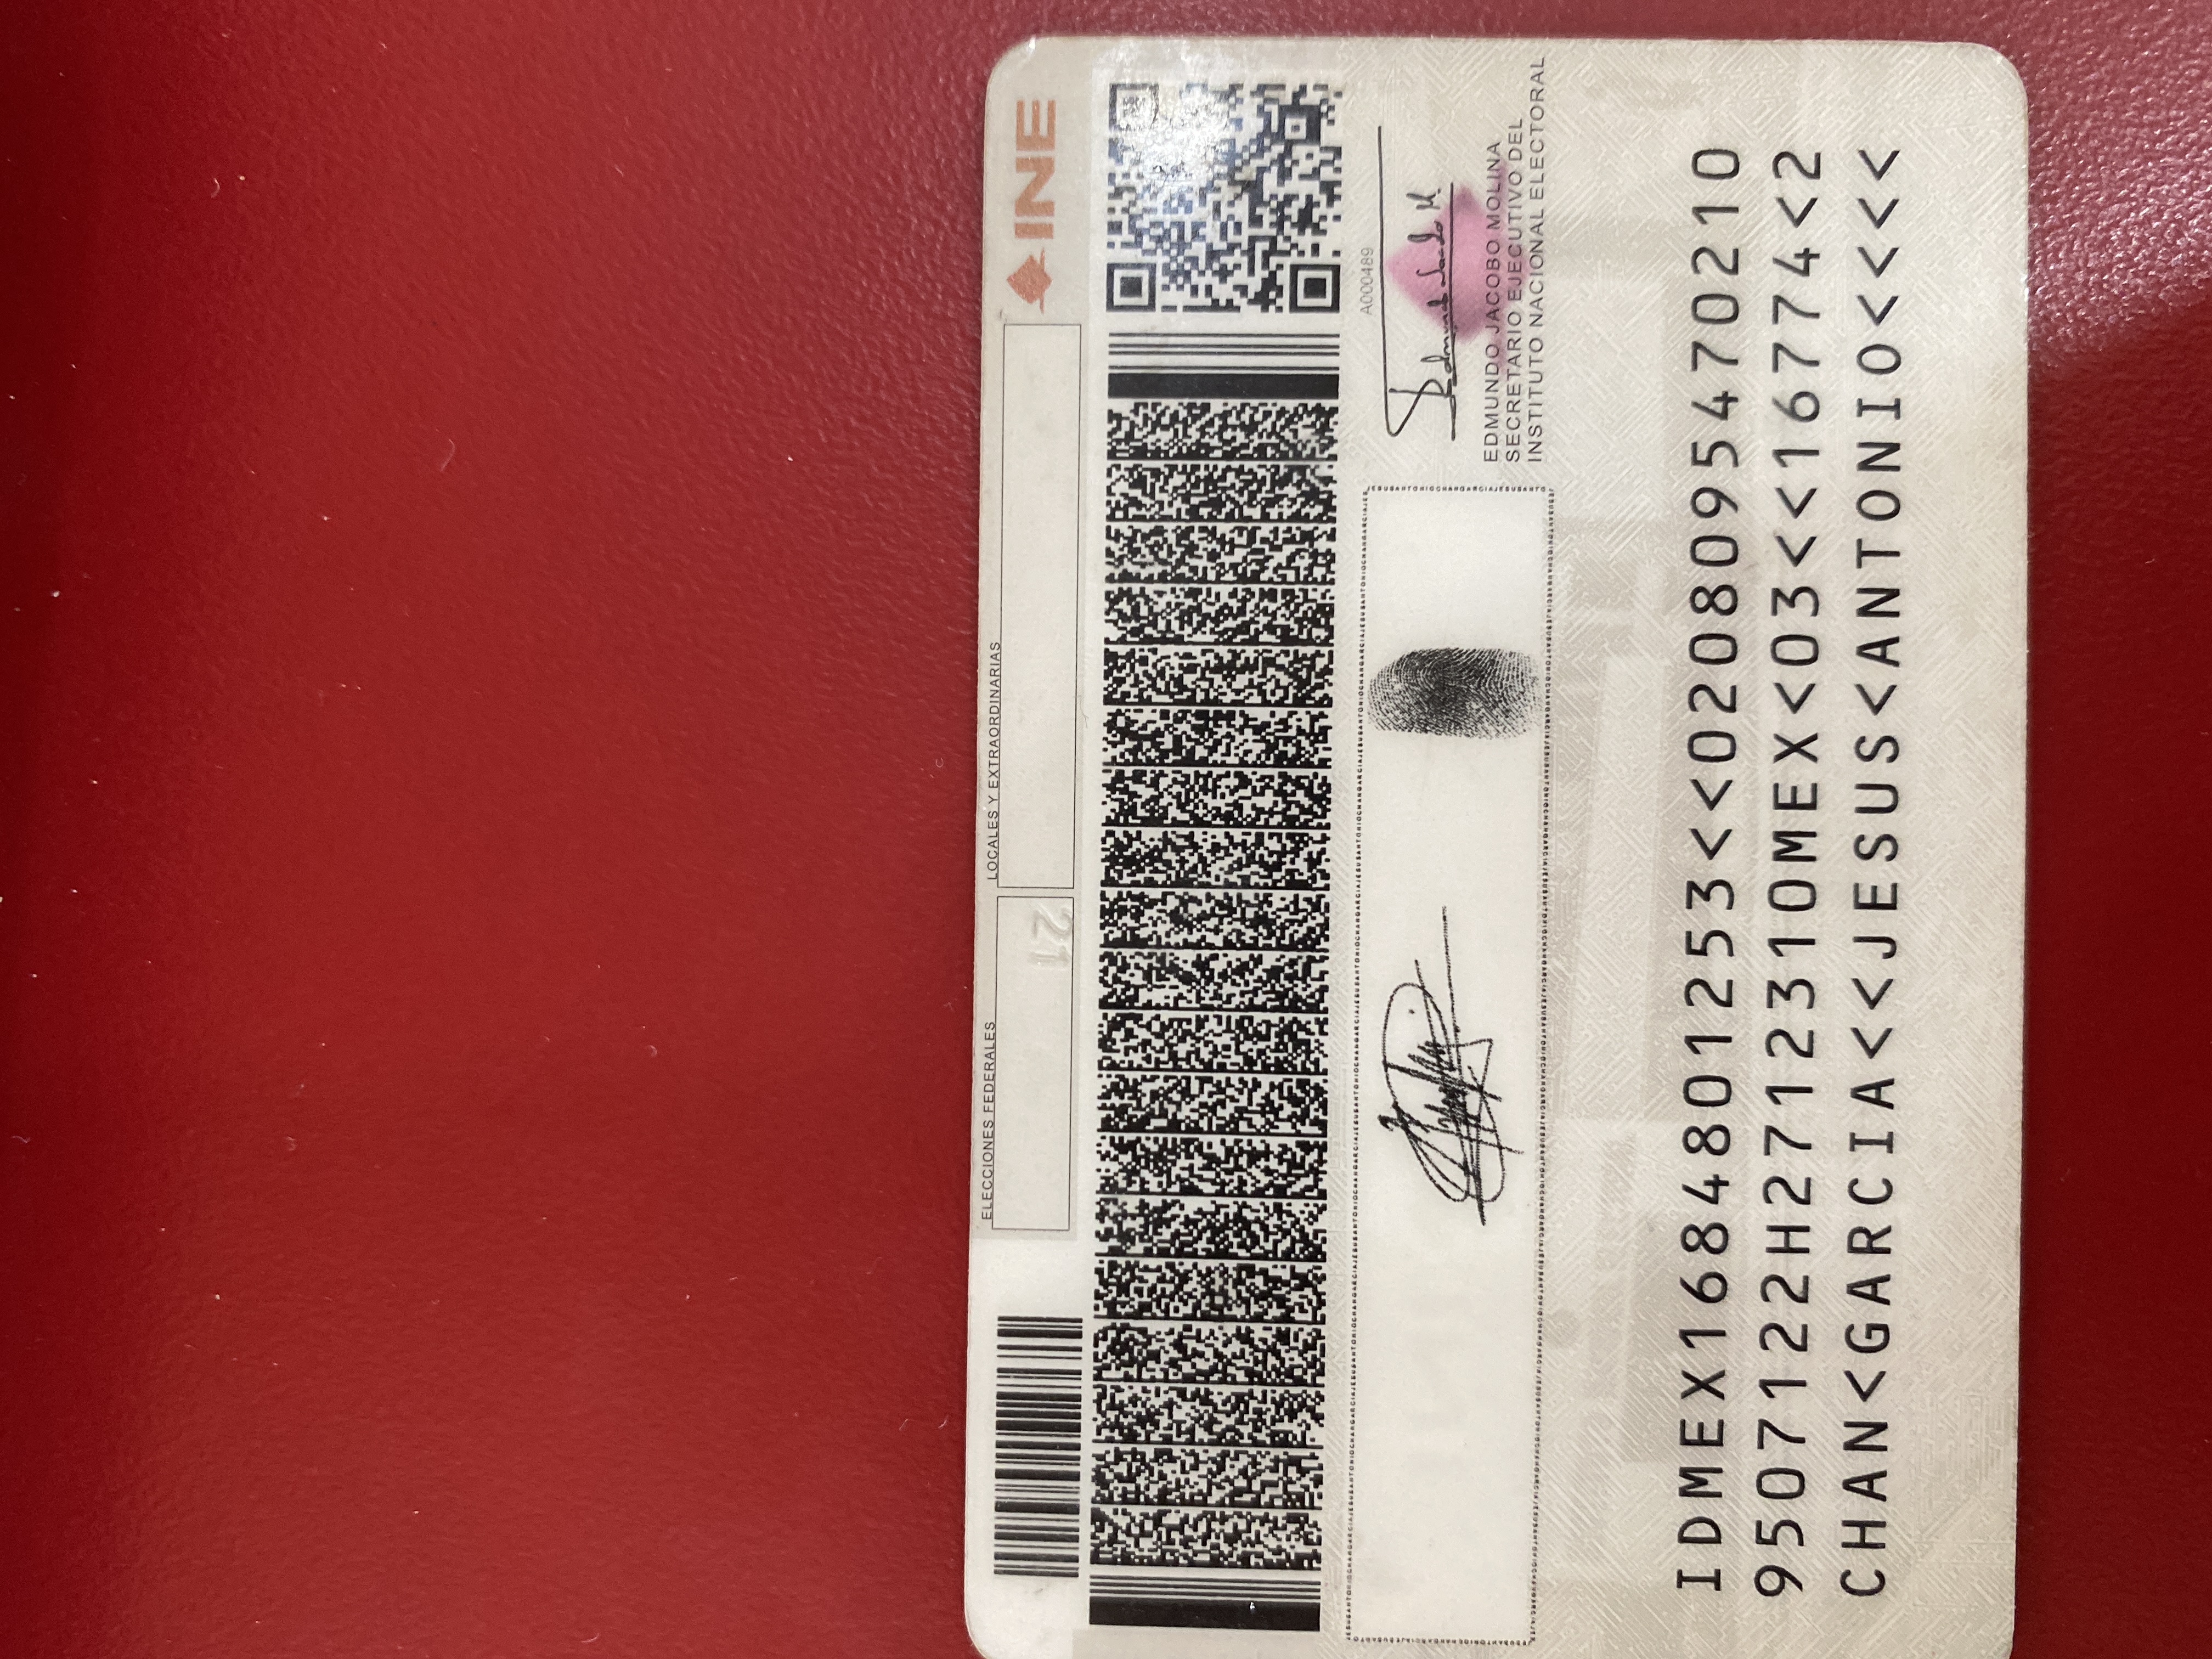 ELECCIONES FEDERALES
LOCALES Y EXTRAORDINARIAS
INE
21
A000489
EDMUNDO JACOBO MOLINA
SECRETARIO EJECUTIVO DEL
INSTITUTO NACIONAL ELECTORAL
IDMEX1684801253<<0208095470210
9507122H2712310MEX<03<<16774<2
CHAN<GARCIA<<JESUS<ANTONIO<<<<